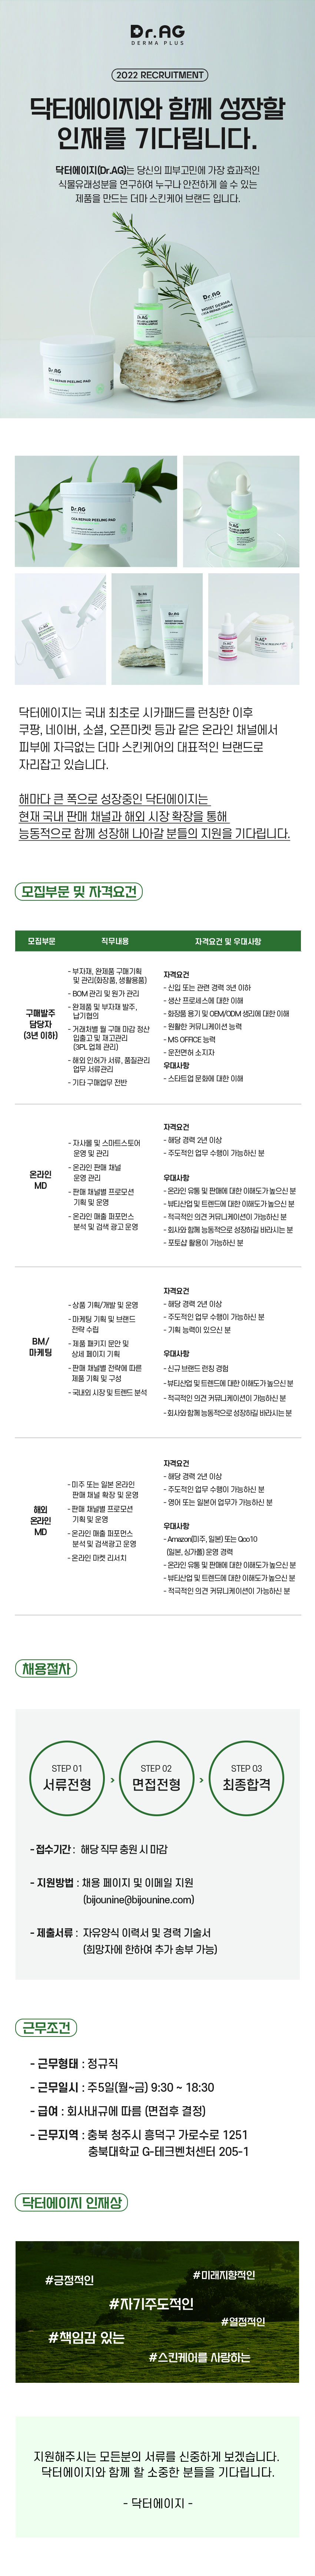 Dr.AG
DERMA PLUS
2022 RECRUITMENT
닥터에이지와 함께 성장할
인재를 기다립니다.
닥터에이지(Dr.AG)는 당신의 피부고민에 가장 효과적인
식물유래성분을 연구하여 누구나 안전하게 쓸 수 있는
제품을 만드는 더마 스킨케어 브랜드 입니다.
Dr.AG
Dr.AG
MOIST DERMA
CICA REPAIR CREAM
Dr.AG
CICA REPAIR PEELING PAD
Dr.AG
CICA REPAIR PEELING PAD
Dr.AG
Dr.AG
Dr.AG
닥터에이지는 국내 최초로 시카패드를 런칭한 이후
쿠팡, 네이버, 소셜, 오픈마켓 등과 같은 온라인 채널에서
피부에 자극없는 더마 스킨케어의 대표적인 브랜드로
자리잡고 있습니다.
해마다 큰 폭으로 성장중인 닥터에이지는
현재 국내 판매 채널과 해외 시장 확장을 통해
능동적으로 함께 성장해 나아갈 분들의 지원을 기다립니다.
모집부문 및 자격요건
모집부문 직무내용 자격요건 및 우대사항
구매발주
담당자
(3년 이하)
- 부자재, 완제품 구매기획
및 관리(화장품, 생활용품)
- BOM 관리 및 원가 관리
- 완제품 및 부자재 발주,
납기협의
- 거래처별 월 구매 마감 정산
입출고 및 재고관리
(3PL 업체 관리)
- 해외 인허가 서류, 품질관리
업무 서류관리
- 기타 구매업무 전반
자격요건
- 신입 또는 관련 경력 3년 이하
- 생산 프로세스에 대한 이해
- 화장품 용기 및 OEM/ODM 생리에 대한 이해
- 원활한 커뮤니케이션 능력
- MS OFFICE 능력
- 운전면허 소지자
우대사항
- 스타트업 문화에 대한 이해
온라인
MD
- 자사몰 및 스마트스토어
운영 및 관리
- 온라인 판매 채널
운영 관리
- 판매 채널별 프로모션
기획 및 운영
- 온라인 매출 퍼포먼스
분석 및 검색 광고 운영
자격요건
- 해당 경력 2년 이상
- 주도적인 업무 수행이 가능하신 분
우대사항
- 온라인 유통 및 판매에 대한 이해도가 높으신 분
- 뷰티산업 및 트렌드에 대한 이해도가 높으신 분
- 적극적인 의견 커뮤니케이션이 가능하신 분
- 회사와 함께 능동적으로 성장하길 바라시는 분
- 포토샵 활용이 가능하신 분
BM/
마케팅
- 상품 기획/개발 및 운영
- 마케팅 기획 및 브랜드
전략 수립
- 제품 패키지 문안 및
상세 페이지 기획
- 판매 채널별 전략에 따른
제품 기획 및 구성
- 국내외 시장 및 트렌드 분석
자격요건
- 해당 경력 2년 이상
- 주도적인 업무 수행이 가능하신 분
- 기획 능력이 있으신 분
우대사항
- 신규 브랜드 런칭 경험
- 뷰티산업 및 트렌드에 대한 이해도가 높으신 분
- 적극적인 의견 커뮤니케이션이 가능하신 분
- 회사와 함께 능동적으로 성장하길 바라시는 분
해외
온라인
MD
- 미주 또는 일본 온라인
판매 채널 확장 및 운영
- 판매 채널별 프로모션
기획 및 운영
- 온라인 매출 퍼포먼스
분석 및 검색광고 운영
- 온라인 마켓 리서치
자격요건
- 해당 경력 2년 이상
- 주도적인 업무 수행이 가능하신 분
- 영어 또는 일본어 업무가 가능하신 분
우대사항
- Amazon(미주, 일본) 또는 Qoo10
(일본, 싱가폴) 운영 경력
- 온라인 유통 및 판매에 대한 이해도가 높으신 분
- 뷰티산업 및 트렌드에 대한 이해도가 높으신 분
- 적극적인 의견 커뮤니케이션이 가능하신 분
채용절차
STEP 01
서류전형
>
STEP 02
면접전형
>
STEP 03
최종합격
- 접수기간 : 해당 직무 충원 시 마감
- 지원방법 : 채용 페이지 및 이메일 지원
(bijounine@bijounine.com)
- 제출서류 : 자유양식 이력서 및 경력 기술서
(희망자에 한하여 추가 송부 가능)
근무조건
- 근무형태 : 정규직
- 근무일시 : 주5일(월~금) 9:30 ~ 18:30
- 급여 : 회사내규에 따름 (면접후 결정)
- 근무지역 : 충북 청주시 흥덕구 가로수로 1251
충북대학교 G-테크벤처센터 205-1
닥터에이지 인재상
#긍정적인
#미래지향적인
#자기주도적인
#열정적인
#책임감 있는
#스킨케어를 사랑하는
지원해주시는 모든분의 서류를 신중하게 보겠습니다.
닥터에이지와 함께 할 소중한 분들을 기다립니다.
- 닥터에이지 -